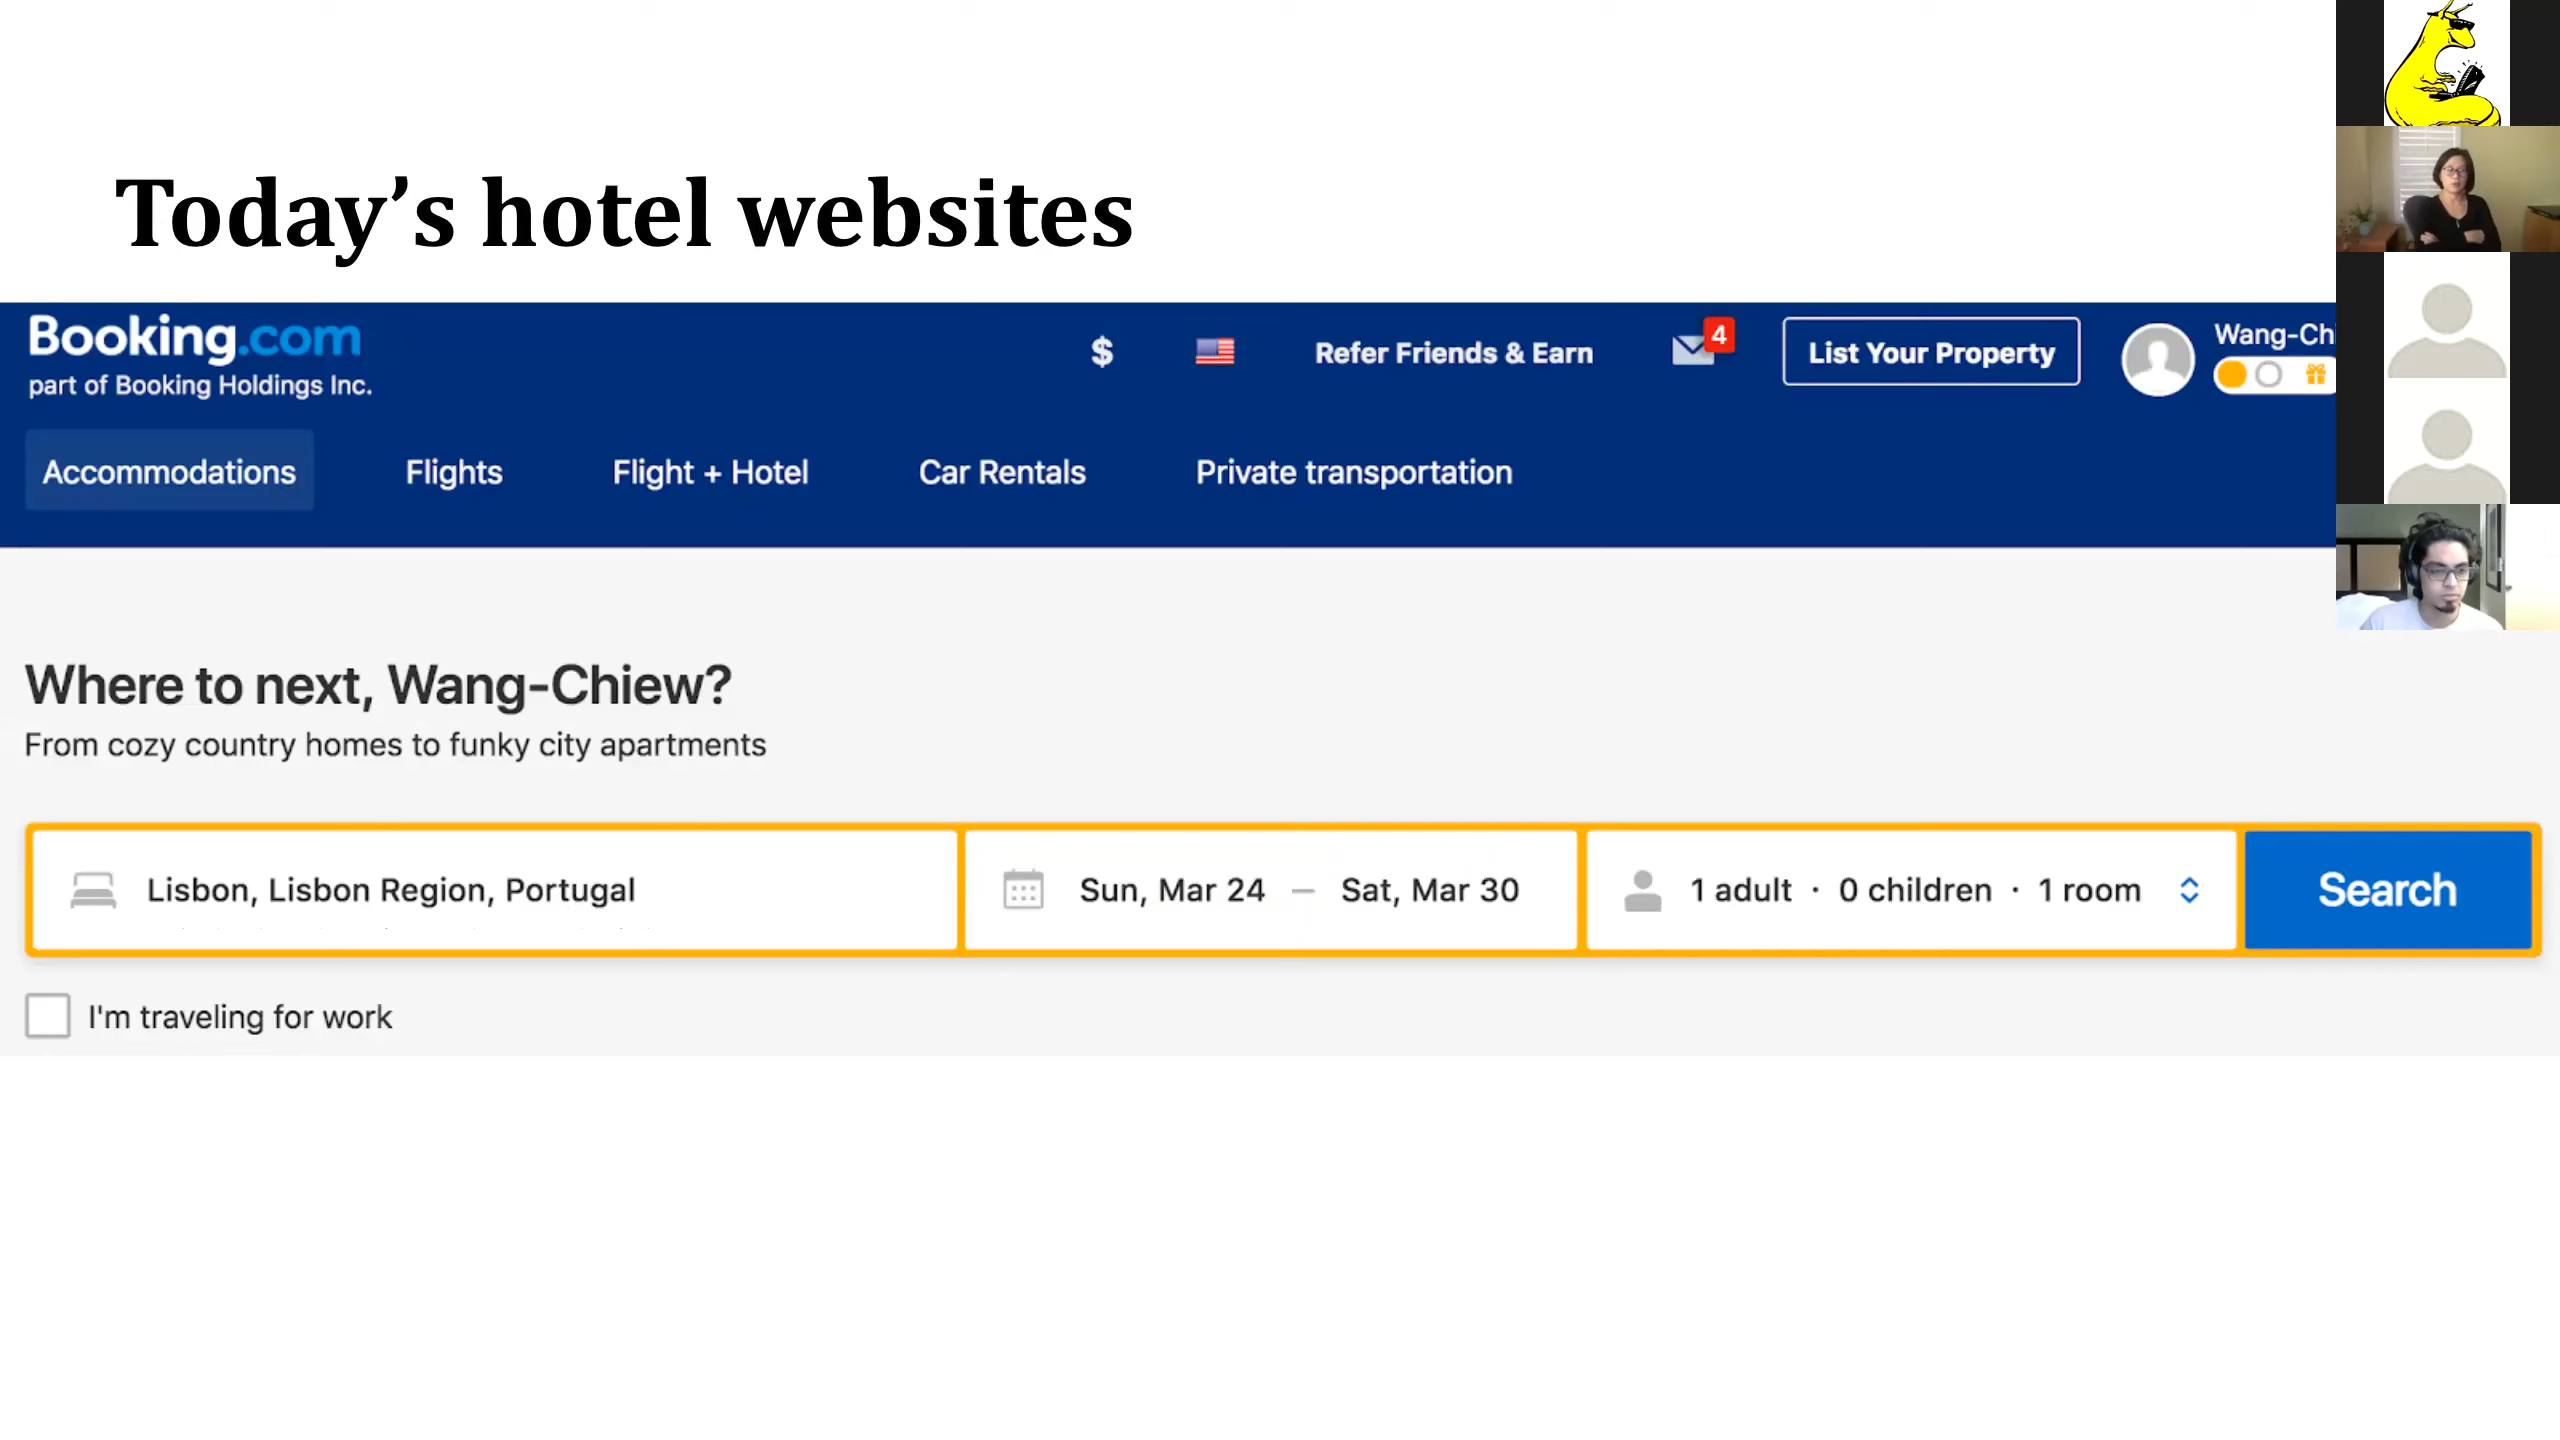 Today’s hotel websites
Booking.com
part of Booking Holdings Inc.
$
Refer Friends & Earn
4
List Your Property
Wang-Chi
Accommodations
Flights
Flight + Hotel
Car Rentals
Private transportation
Where to next, Wang-Chiew?
From cozy country homes to funky city apartments
Lisbon, Lisbon Region, Portugal
Sun, Mar 24 — Sat, Mar 30
1 adult · 0 children · 1 room
Search
I'm traveling for work